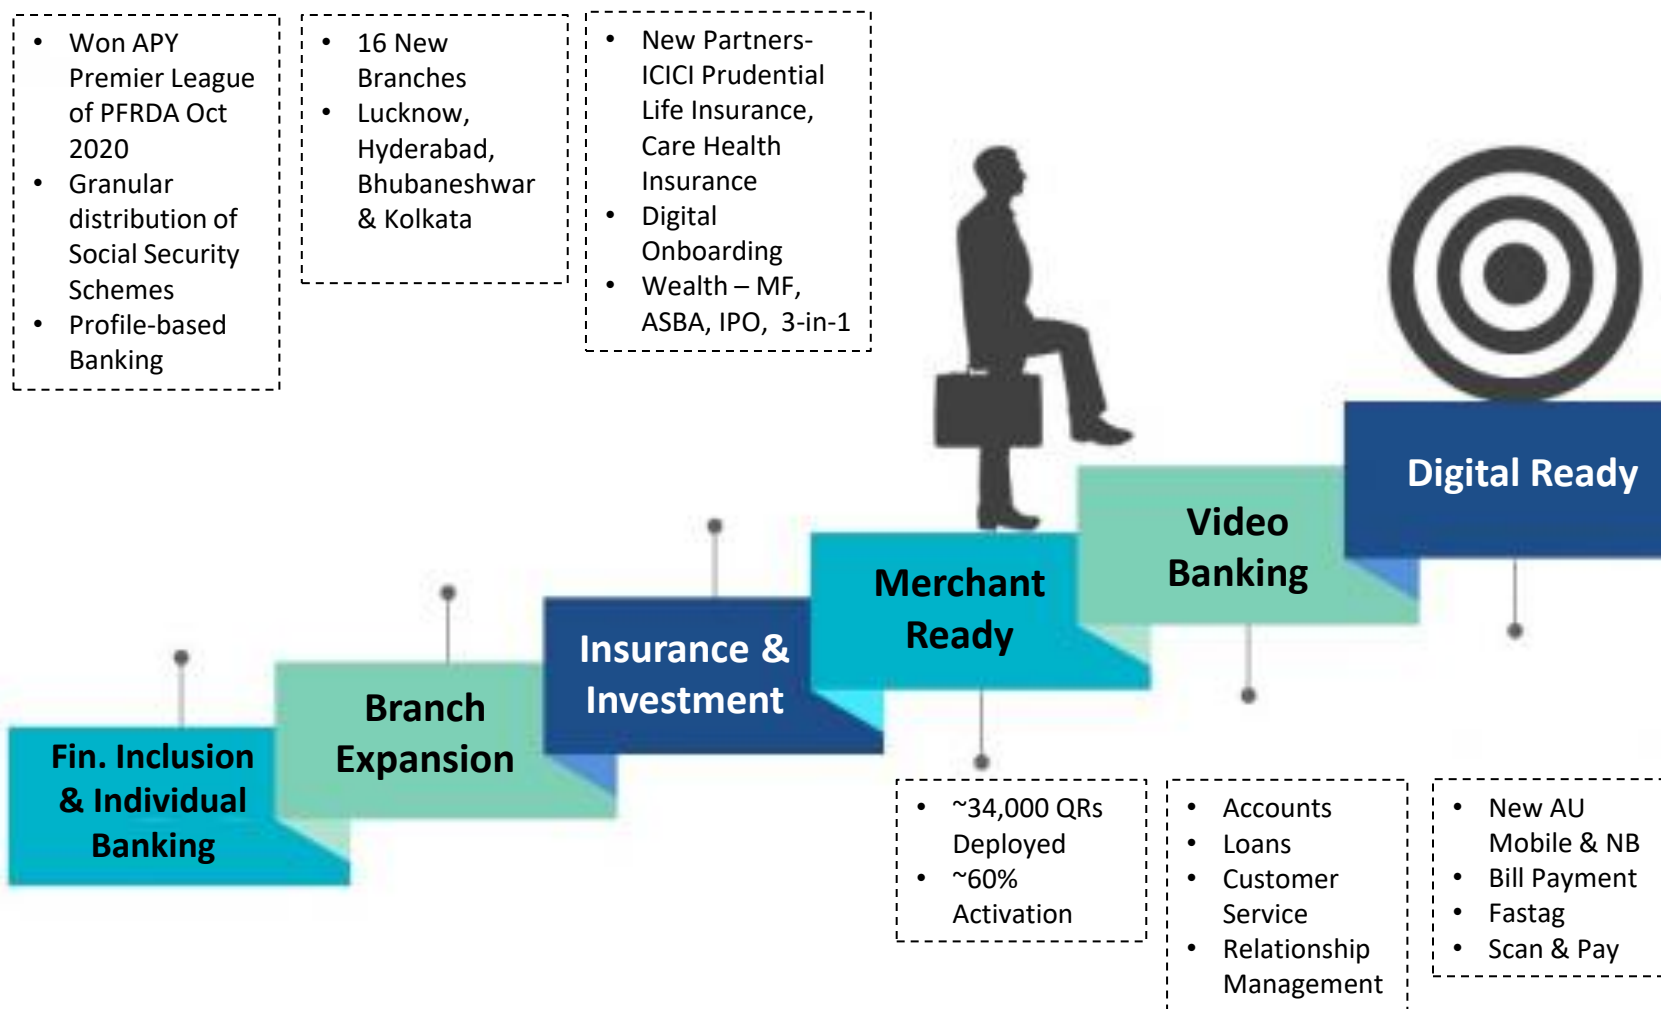 • Won APY
Premier League
of PFRDA Oct
2020
• Granular
distribution of
Social Security
Schemes
• Profile-based
Banking
• 16 New
Branches
• Lucknow,
Hyderabad,
Bhubaneshwar
& Kolkata
• New Partners-
ICICI Prudential
Life Insurance,
Care Health
Insurance
• Digital
Onboarding
• Wealth – MF,
ASBA, IPO, 3-in-1
Fin. Inclusion
& Individual
Banking
Branch
Expansion
Insurance &
Investment
Merchant
Ready
Video
Banking
Digital Ready
• ~34,000 QRs
Deployed
• ~60%
Activation
• Accounts
• Loans
• Customer
Service
• Relationship
Management
• New AU
Mobile & NB
• Bill Payment
• Fastag
• Scan & Pay